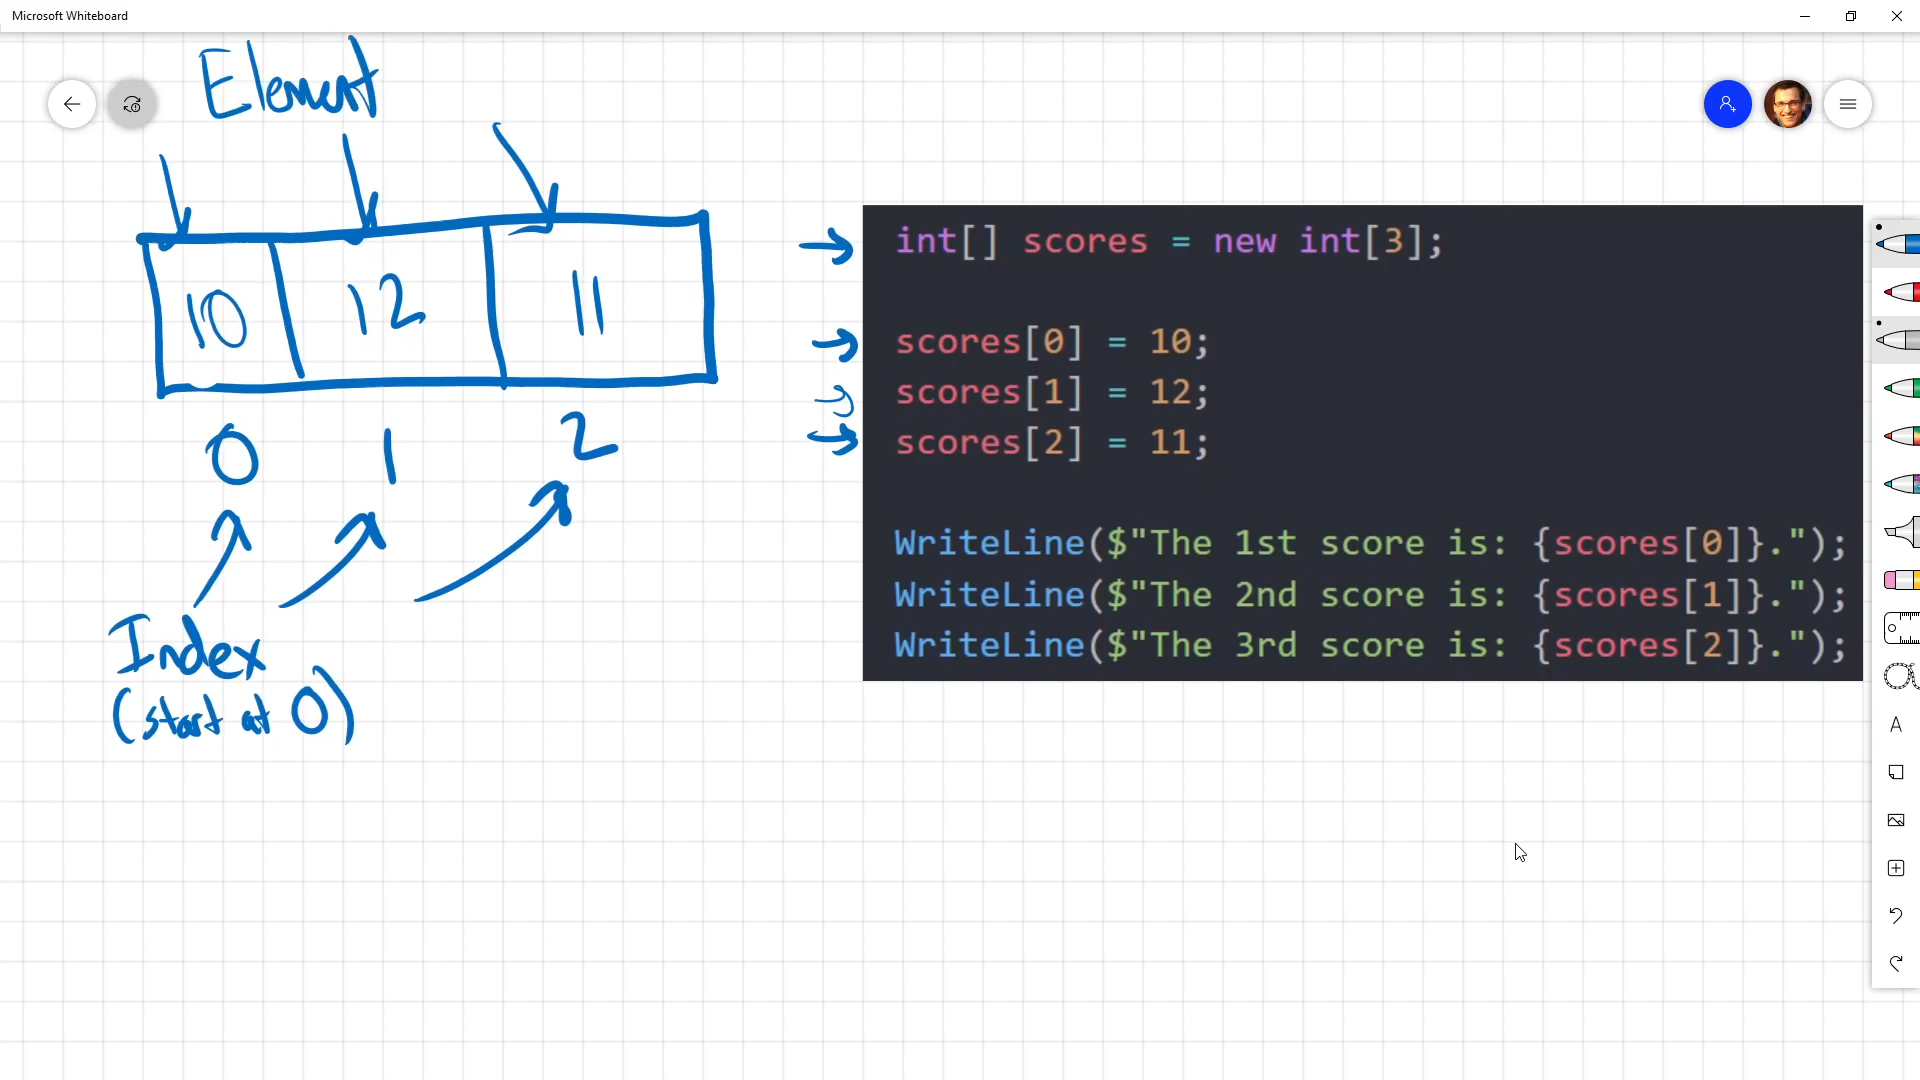 Microsoft Whiteboard
Element
10 12 11
0 1 2
Index
(start at 0)
int[] scores = new int[3];
scores[0] = 10;
scores[1] = 12;
scores[2] = 11;
WriteLine($"The 1st score is: {scores[0]}.");
WriteLine($"The 2nd score is: {scores[1]}.");
WriteLine($"The 3rd score is: {scores[2]}.");